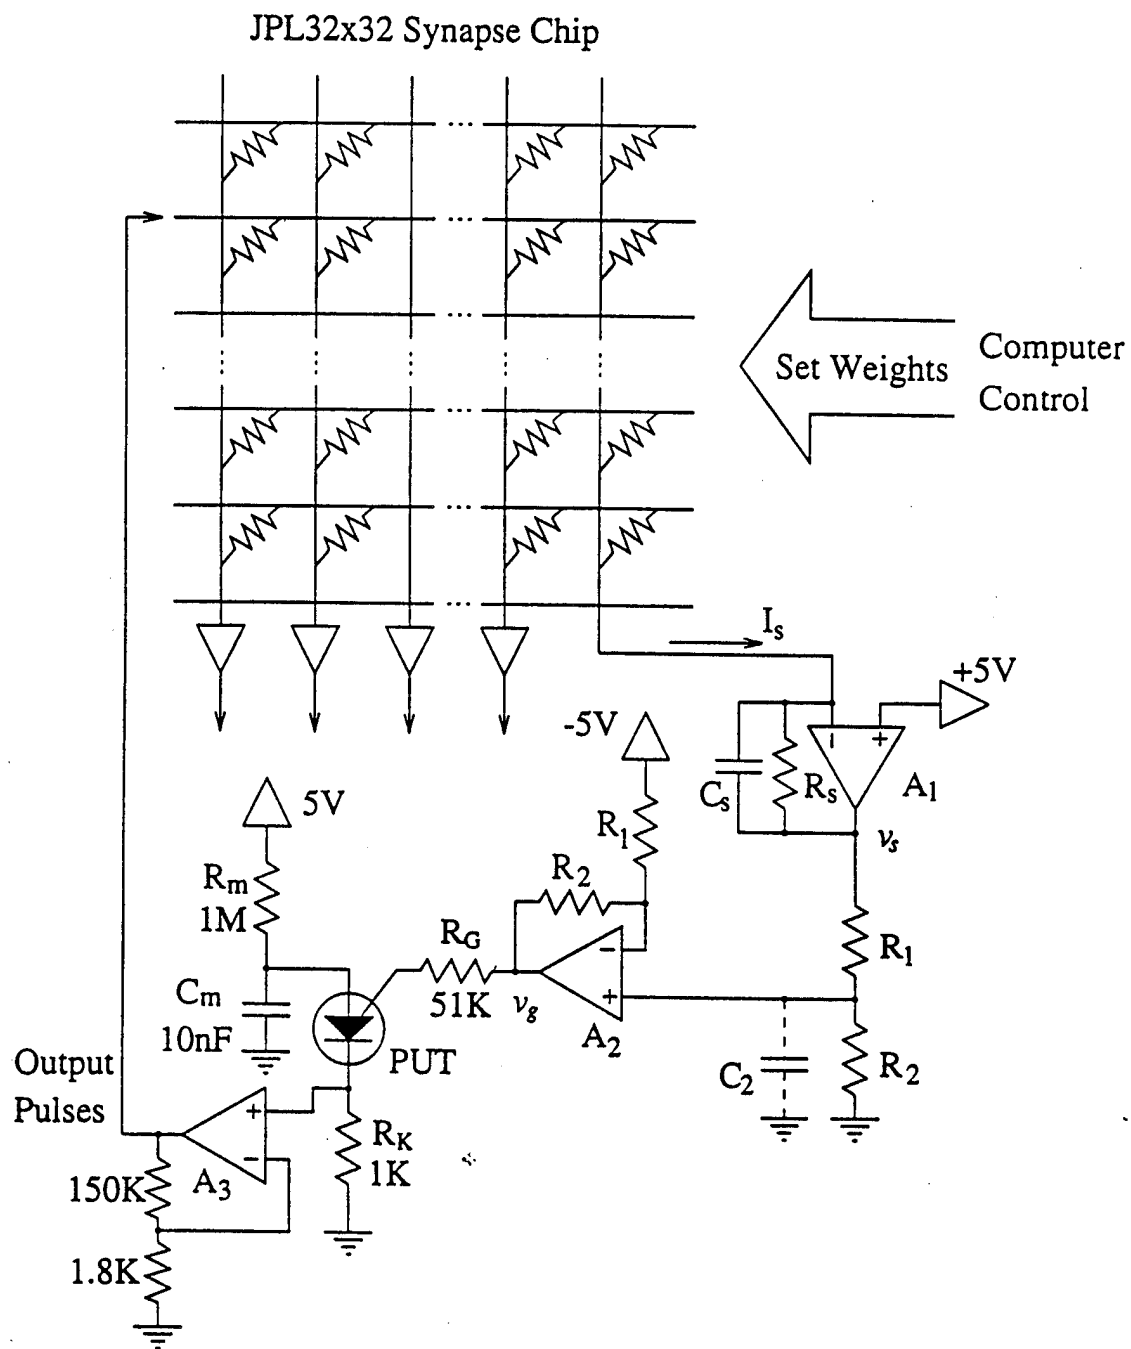 JPL32x32 Synapse Chip
Set Weights
Computer
Control
I_s
+5V
-5V
- +
C_s
R_s
A_1
v_s
5V
R_1
R_m
1M
R_2
R_G
51K
v_g
-
+
A_2
R_1
C_m
10nF
PUT
C_2
R_2
Output
Pulses
+
-
A_3
R_K
1K
150K
1.8K